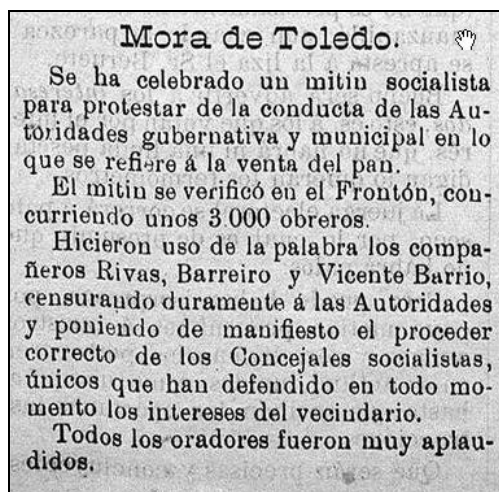 Mora de Toledo.
Se ha celebrado un mitin socialista
para protestar de la conducta de las Au-
toridades gubernativa y municipal en lo
que se refiere á la venta del pan.
El mitin se verificó en el Frontón, con-
curriendo unos 3 000 obreros.
Hicieron uso de la palabra los compa-
ñeros Rivas, Barreiro y Vicente Barrio,
censurando duramente á las Autoridades
y poniendo de manifiesto el proceder
correcto de los Concejales socialistas,
únicos que han defendido en todo mo-
mento los intereses del vecindario.
Todos los oradores fueron muy aplau-
didos.